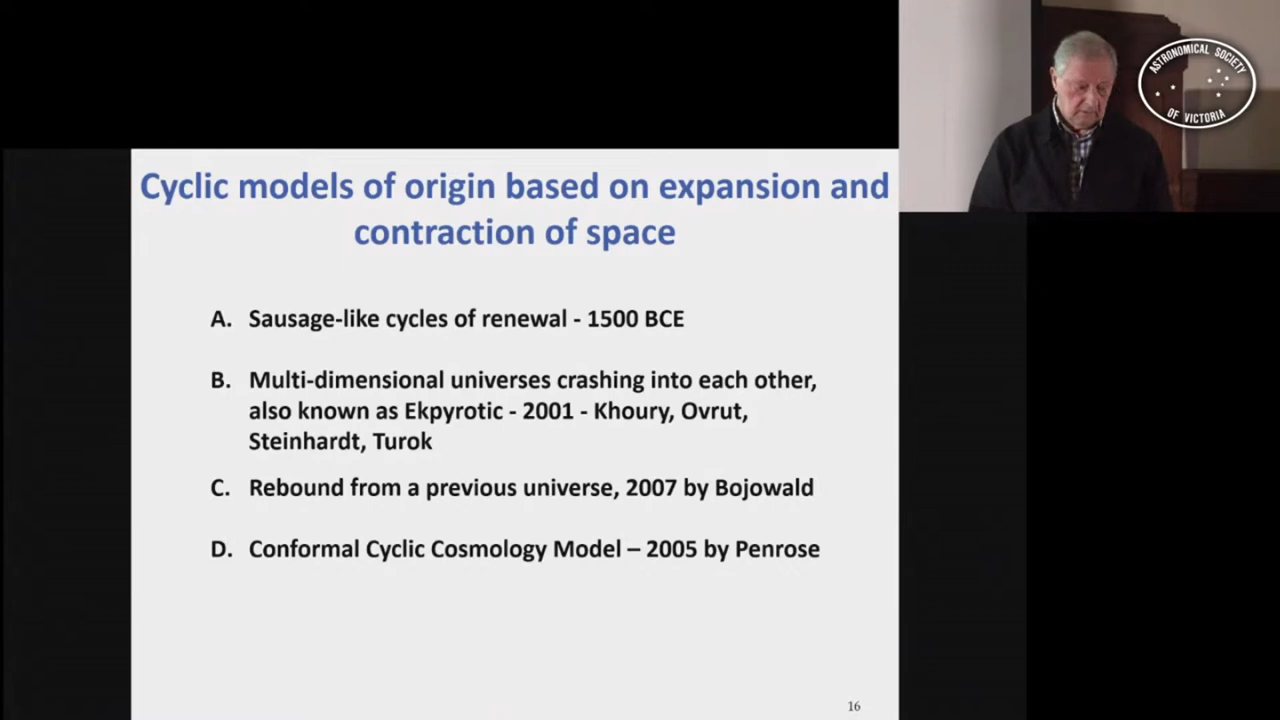 Cyclic models of origin based on expansion and
contraction of space
A. Sausage-like cycles of renewal - 1500 BCE
B. Multi-dimensional universes crashing into each other,
also known as Ekpyrotic - 2001 - Khoury, Ovrut,
Steinhardt, Turok
C. Rebound from a previous universe, 2007 by Bojowald
D. Conformal Cyclic Cosmology Model – 2005 by Penrose
16
ASTRONOMICAL SOCIETY
OF VICTORIA